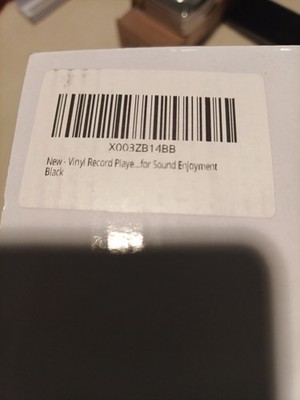 X003ZB14BB
New - Vinyl Record Playe...for Sound Enjoyment
Black